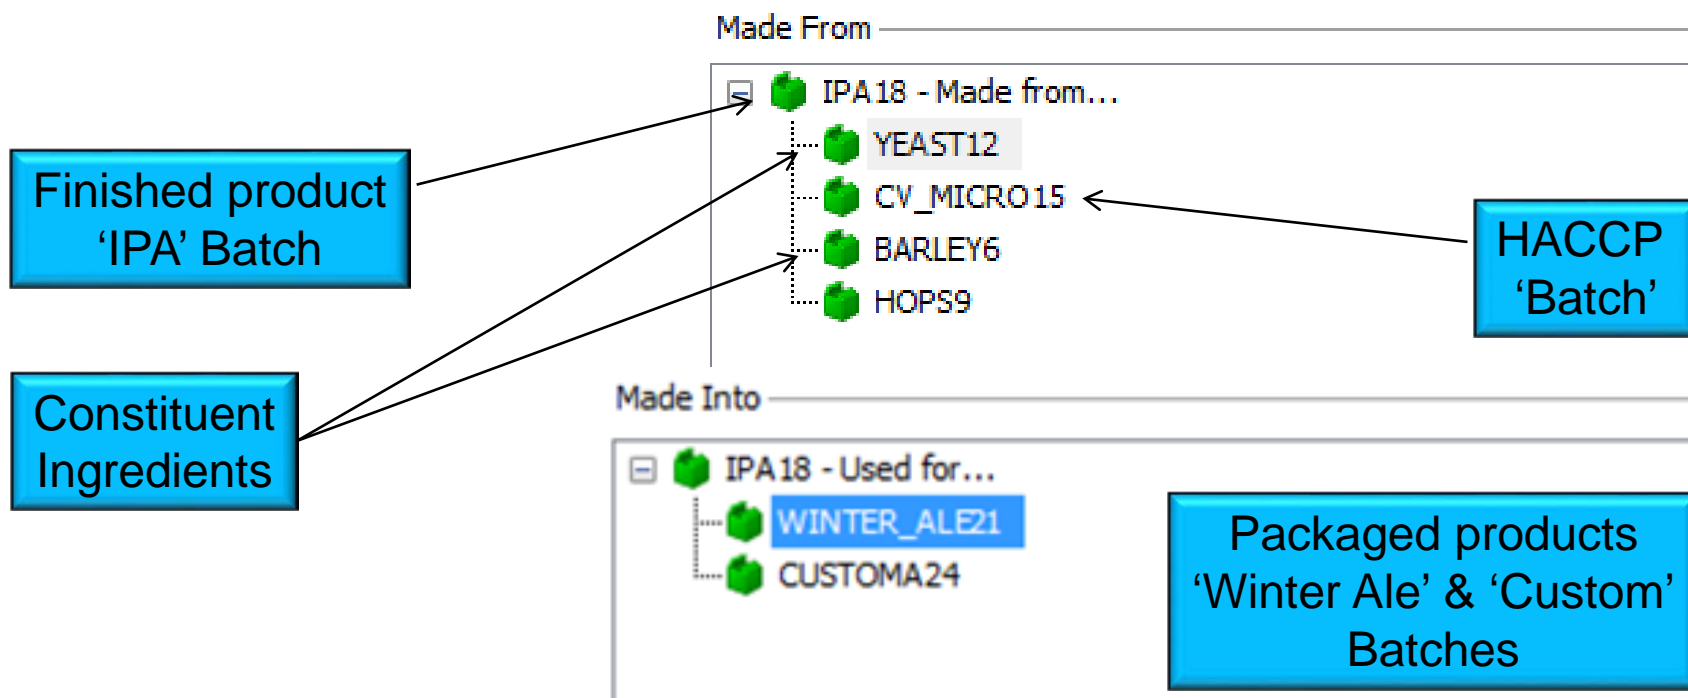 Made From
IPA18 - Made from...
YEAST12
CV_MICRO15
BARLEY6
HOPS9
Finished product
‘IPA’ Batch
HACCP
‘Batch’
Constituent
Ingredients
Made Into
IPA18 - Used for...
WINTER_ALE21
CUSTOMA24
Packaged products
‘Winter Ale’ & ‘Custom’
Batches